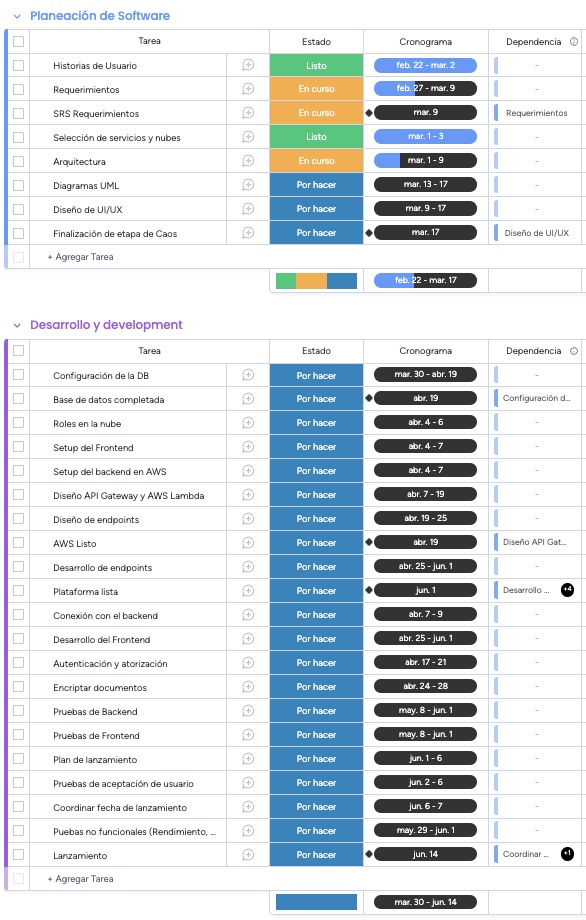 Planeación de Software
Tarea Estado Cronograma Dependencia
Historias de Usuario Listo feb. 22 - mar. 2 -
Requerimientos En curso feb. 27 - mar. 9 -
SRS Requerimientos En curso mar. 9 Requerimientos
Selección de servicios y nubes Listo mar. 1 - 3 -
Arquitectura En curso mar. 1 - 9 -
Diagramas UML Por hacer mar. 13 - 17 -
Diseño de UI/UX Por hacer mar. 9 - 17 -
Finalización de etapa de Caos Por hacer mar. 17 Diseño de UI/UX
+ Agregar Tarea
feb. 22 - mar. 17
Desarrollo y development
Tarea Estado Cronograma Dependencia
Configuración de la DB Por hacer mar. 30 - abr. 19 -
Base de datos completada Por hacer abr. 19 Configuración d...
Roles en la nube Por hacer abr. 4 - 6 -
Setup del Frontend Por hacer abr. 4 - 7 -
Setup del backend en AWS Por hacer abr. 4 - 7 -
Diseño API Gateway y AWS Lambda Por hacer abr. 7 - 19 -
Diseño de endpoints Por hacer abr. 19 - 25 -
AWS Listo Por hacer abr. 19 Diseño API Gat...
Desarrollo de endpoints Por hacer abr. 25 - jun. 1 -
Plataforma lista Por hacer jun. 1 Desarrollo ... +4
Conexión con el backend Por hacer abr. 7 - 9 -
Desarrollo del Frontend Por hacer abr. 25 - jun. 1 -
Autenticación y atorización Por hacer abr. 17 - 21 -
Encriptar documentos Por hacer abr. 24 - 28 -
Pruebas de Backend Por hacer may. 8 - jun. 1 -
Pruebas de Frontend Por hacer may. 8 - jun. 1 -
Plan de lanzamiento Por hacer jun. 1 - 6 -
Pruebas de aceptación de usuario Por hacer jun. 2 - 6 -
Coordinar fecha de lanzamiento Por hacer jun. 6 - 7 -
Puebas no funcionales (Rendimiento, ... Por hacer may. 29 - jun. 1 -
Lanzamiento Por hacer jun. 14 Coordinar ... +1
+ Agregar Tarea
mar. 30 - jun. 14